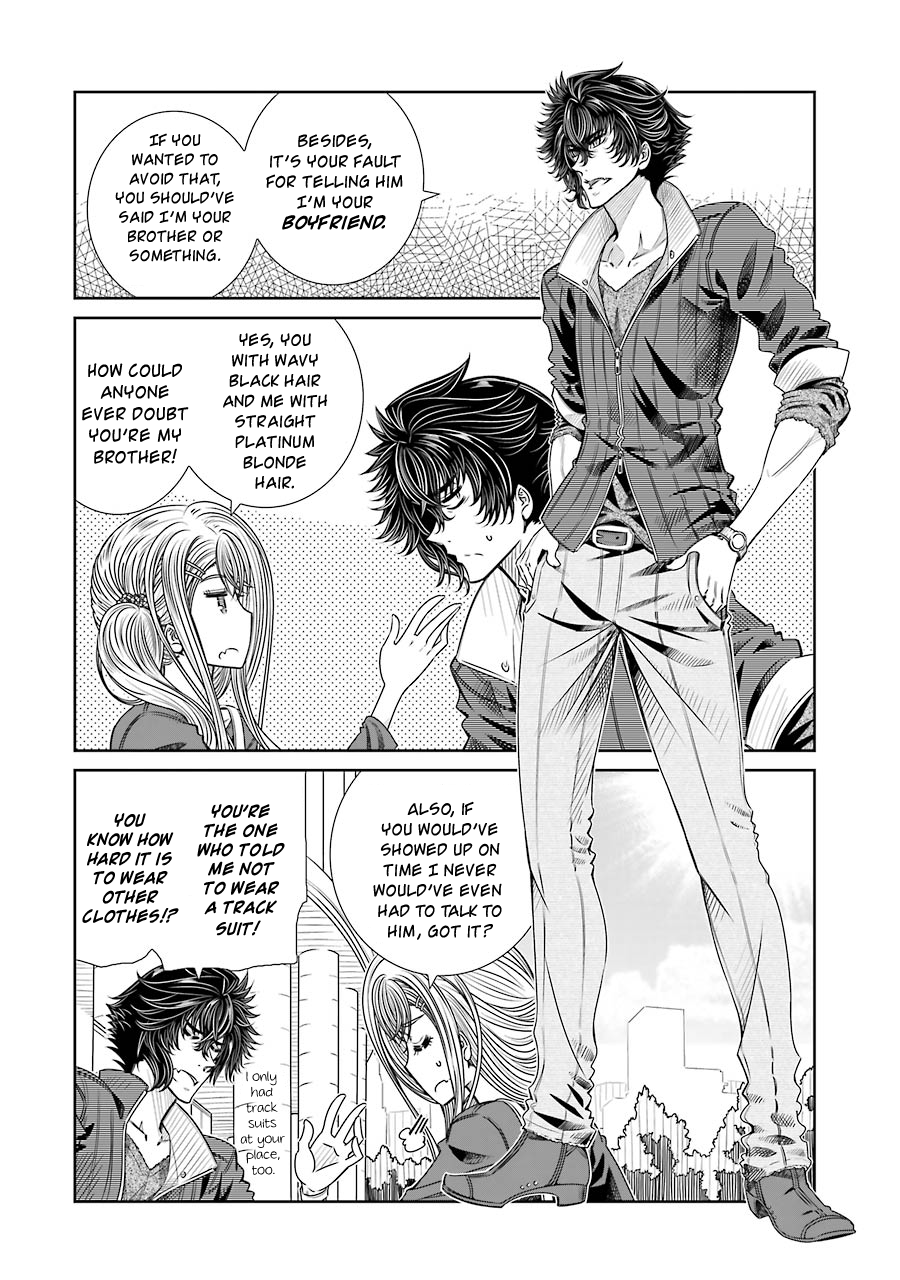 BESIDES,
IT'S YOUR FAULT
FOR TELLING HIM
I'M YOUR
BOYFRIEND.
IF YOU
WANTED TO
AVOID THAT,
YOU SHOULD'VE
SAID I'M YOUR
BROTHER OR
SOMETHING.
YES, YOU
WITH WAVY
BLACK HAIR
AND ME WITH
STRAIGHT
PLATINUM
BLONDE
HAIR.
HOW COULD
ANYONE
EVER DOUBT
YOU'RE MY
BROTHER!
ALSO, IF
YOU WOULD'VE
SHOWED UP ON
TIME I NEVER
WOULD'VE EVEN
HAD TO TALK TO
HIM, GOT IT?
YOU'RE
THE ONE
WHO TOLD
ME NOT
TO WEAR
A TRACK
SUIT!
YOU
KNOW HOW
HARD IT IS
TO WEAR
OTHER
CLOTHES!?
I only
had
track
suits
at your
place,
too.